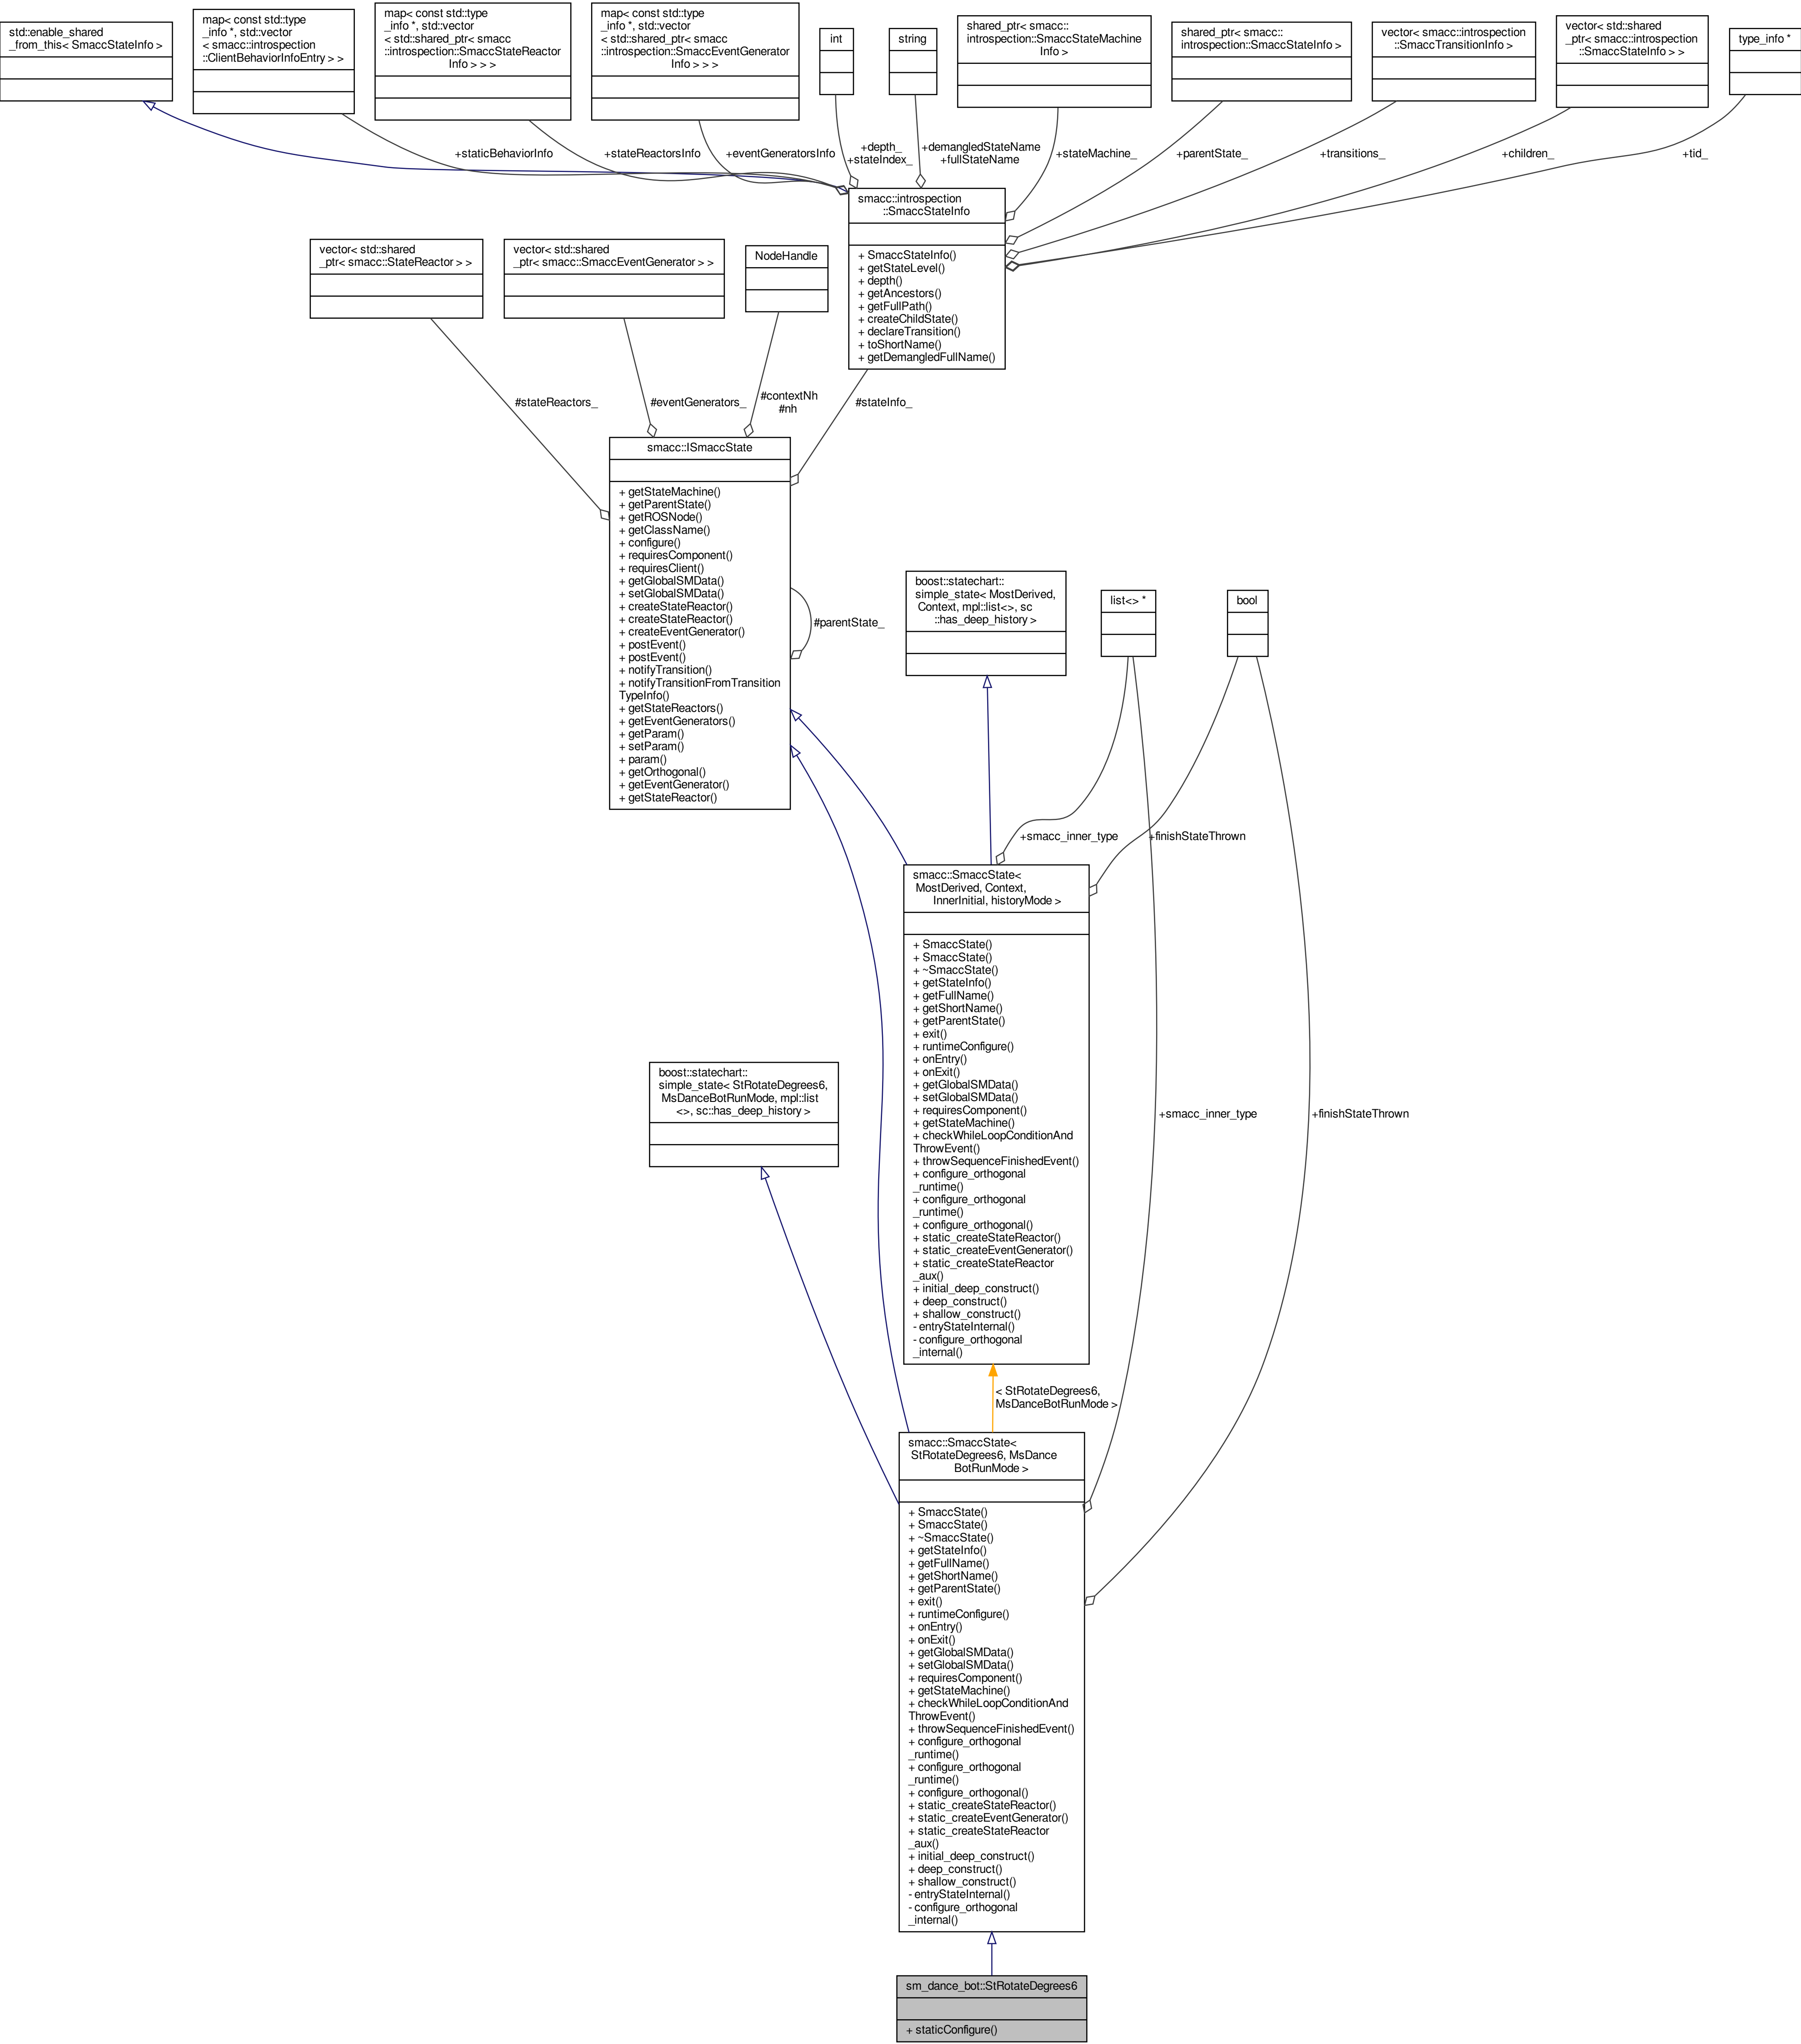 std::enable_shared
_from_this< SmaccStateInfo >
map< const std::type
_info *, std::vector
< smacc::introspection
::ClientBehaviorInfoEntry > >
map< const std::type
_info *, std::vector
< std::shared_ptr< smacc
::introspection::SmaccStateReactor
Info > > >
map< const std::type
_info *, std::vector
< std::shared_ptr< smacc
::introspection::SmaccEventGenerator
Info > > >
int
string
shared_ptr< smacc::
introspection::SmaccStateMachine
Info >
shared_ptr< smacc::
introspection::SmaccStateInfo >
vector< smacc::introspection
::SmaccTransitionInfo >
vector< std::shared
_ptr< smacc::introspection
::SmaccStateInfo > >
type_info *
+staticBehaviorInfo
+stateReactorsInfo
+eventGeneratorsInfo
+depth_
+stateIndex_
+demangledStateName
+fullStateName
+stateMachine_
+parentState_
+transitions_
+children_
+tid_
smacc::introspection
::SmaccStateInfo
+ SmaccStateInfo()
+ getStateLevel()
+ depth()
+ getAncestors()
+ getFullPath()
+ createChildState()
+ declareTransition()
+ toShortName()
+ getDemangledFullName()
vector< std::shared
_ptr< smacc::StateReactor > >
vector< std::shared
_ptr< smacc::SmaccEventGenerator > >
NodeHandle
#stateReactors_
#eventGenerators_
#contextNh
#nh
#stateInfo_
smacc::ISmaccState
+ getStateMachine()
+ getParentState()
+ getROSNode()
+ getClassName()
+ configure()
+ requiresComponent()
+ requiresClient()
+ getGlobalSMData()
+ setGlobalSMData()
+ createStateReactor()
+ createStateReactor()
+ createEventGenerator()
+ postEvent()
+ postEvent()
+ notifyTransition()
+ notifyTransitionFromTransition
TypeInfo()
+ getStateReactors()
+ getEventGenerators()
+ getParam()
+ setParam()
+ param()
+ getOrthogonal()
+ getEventGenerator()
+ getStateReactor()
#parentState_
boost::statechart::
simple_state< MostDerived,
Context, mpl::list<>, sc
::has_deep_history >
list<> *
bool
+smacc_inner_type
+finishStateThrown
smacc::SmaccState<
MostDerived, Context,
InnerInitial, historyMode >
+ SmaccState()
+ SmaccState()
+ ~SmaccState()
+ getStateInfo()
+ getFullName()
+ getShortName()
+ getParentState()
+ exit()
+ runtimeConfigure()
+ onEntry()
+ onExit()
+ getGlobalSMData()
+ setGlobalSMData()
+ requiresComponent()
+ getStateMachine()
+ checkWhileLoopConditionAnd
ThrowEvent()
+ throwSequenceFinishedEvent()
+ configure_orthogonal
_runtime()
+ configure_orthogonal
_runtime()
+ configure_orthogonal()
+ static_createStateReactor()
+ static_createEventGenerator()
+ static_createStateReactor
_aux()
+ initial_deep_construct()
+ deep_construct()
+ shallow_construct()
- entryStateInternal()
- configure_orthogonal
_internal()
boost::statechart::
simple_state< StRotateDegrees6,
MsDanceBotRunMode, mpl::list
<>, sc::has_deep_history >
+smacc_inner_type
+finishStateThrown
< StRotateDegrees6,
MsDanceBotRunMode >
smacc::SmaccState<
StRotateDegrees6, MsDance
BotRunMode >
+ SmaccState()
+ SmaccState()
+ ~SmaccState()
+ getStateInfo()
+ getFullName()
+ getShortName()
+ getParentState()
+ exit()
+ runtimeConfigure()
+ onEntry()
+ onExit()
+ getGlobalSMData()
+ setGlobalSMData()
+ requiresComponent()
+ getStateMachine()
+ checkWhileLoopConditionAnd
ThrowEvent()
+ throwSequenceFinishedEvent()
+ configure_orthogonal
_runtime()
+ configure_orthogonal
_runtime()
+ configure_orthogonal()
+ static_createStateReactor()
+ static_createEventGenerator()
+ static_createStateReactor
_aux()
+ initial_deep_construct()
+ deep_construct()
+ shallow_construct()
- entryStateInternal()
- configure_orthogonal
_internal()
sm_dance_bot::StRotateDegrees6
+ staticConfigure()